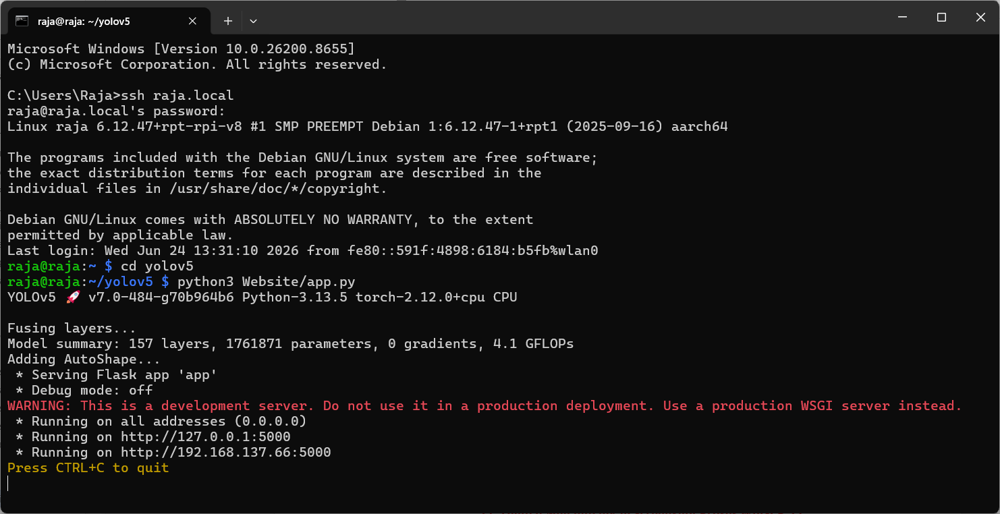 raja@raja: ~/yolov5
Microsoft Windows [Version 10.0.26200.8655]
(c) Microsoft Corporation. All rights reserved.
C:\Users\Raja>ssh raja.local
raja@raja.local's password:
Linux raja 6.12.47+rpt-rpi-v8 #1 SMP PREEMPT Debian 1:6.12.47-1+rpt1 (2025-09-16) aarch64
The programs included with the Debian GNU/Linux system are free software;
the exact distribution terms for each program are described in the
individual files in /usr/share/doc/*/copyright.
Debian GNU/Linux comes with ABSOLUTELY NO WARRANTY, to the extent
permitted by applicable law.
Last login: Wed Jun 24 13:31:10 2026 from fe80::591f:4898:6184:b5fb%wlan0
raja@raja:~ $ cd yolov5
raja@raja:~/yolov5 $ python3 Website/app.py
YOLOv5 🚀 v7.0-484-g70b964b6 Python-3.13.5 torch-2.12.0+cpu CPU
Fusing layers...
Model summary: 157 layers, 1761871 parameters, 0 gradients, 4.1 GFLOPs
Adding AutoShape...
 * Serving Flask app 'app'
 * Debug mode: off
WARNING: This is a development server. Do not use it in a production deployment. Use a production WSGI server instead.
 * Running on all addresses (0.0.0.0)
 * Running on http://127.0.0.1:5000
 * Running on http://192.168.137.66:5000
Press CTRL+C to quit